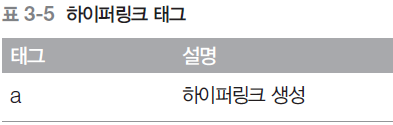 표 3-5 하이퍼링크 태그
태그 설명
a 하이퍼링크 생성